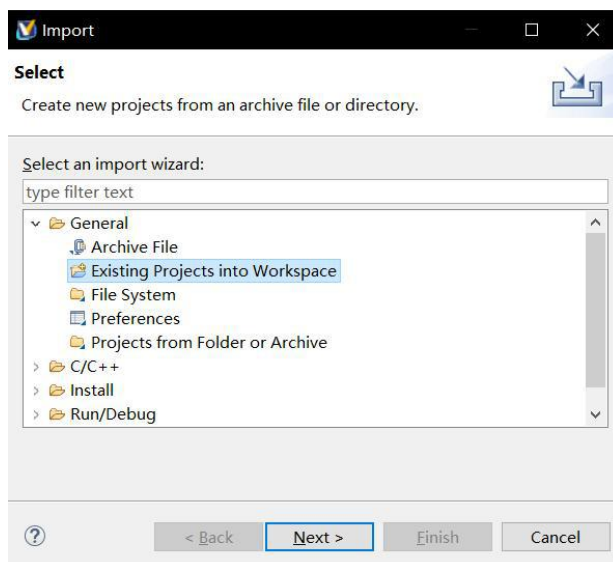 Import
Select
Create new projects from an archive file or directory.
Select an import wizard:
type filter text
General
Archive File
Existing Projects into Workspace
File System
Preferences
Projects from Folder or Archive
C/C++
Install
Run/Debug
?
< Back
Next >
Finish
Cancel